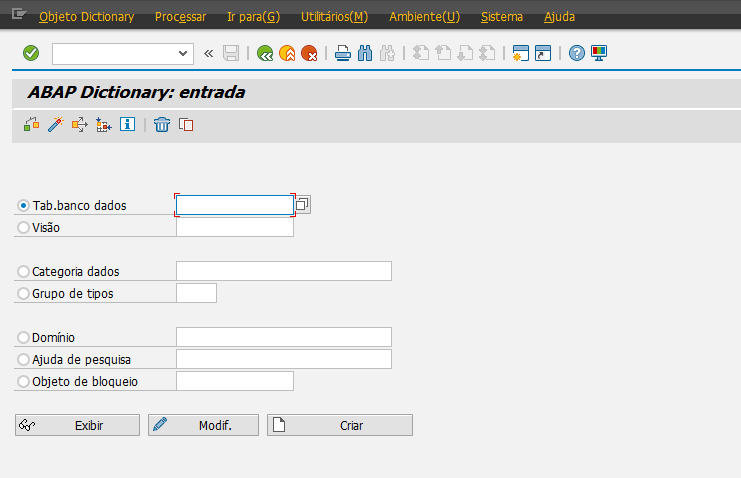 Objeto Dictionary Processar Ir para(G) Utilitários(M) Ambiente(U) Sistema Ajuda
ABAP Dictionary: entrada
Tab.banco dados
Visão
Categoria dados
Grupo de tipos
Domínio
Ajuda de pesquisa
Objeto de bloqueio
Exibir Modif. Criar